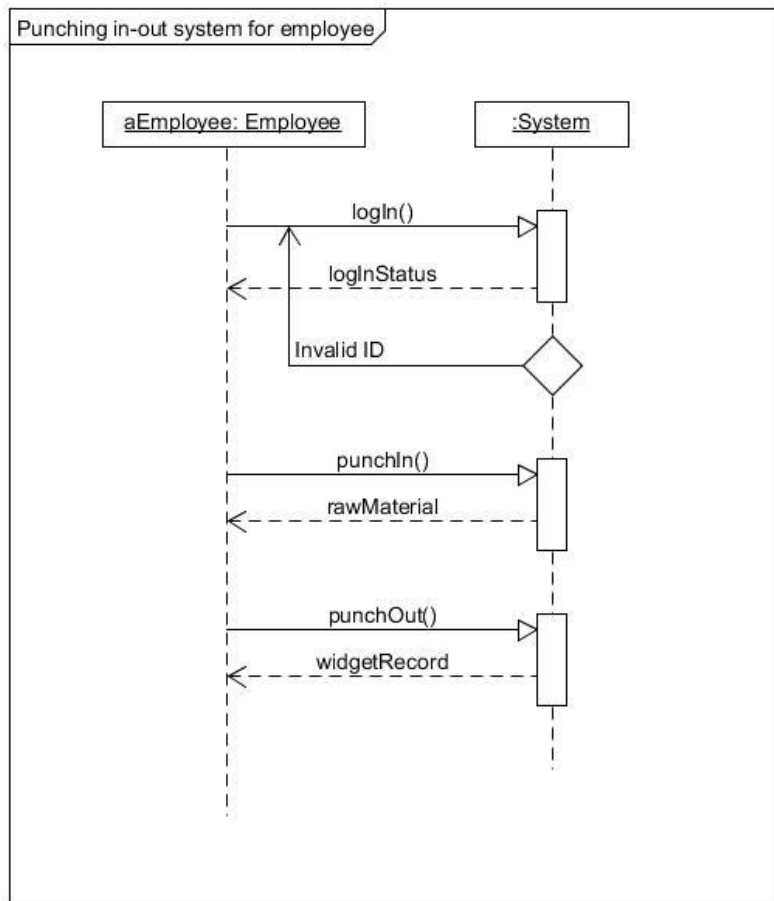 Punching in-out system for employee
aEmployee: Employee
:System
logIn()
logInStatus
Invalid ID
punchIn()
rawMaterial
punchOut()
widgetRecord